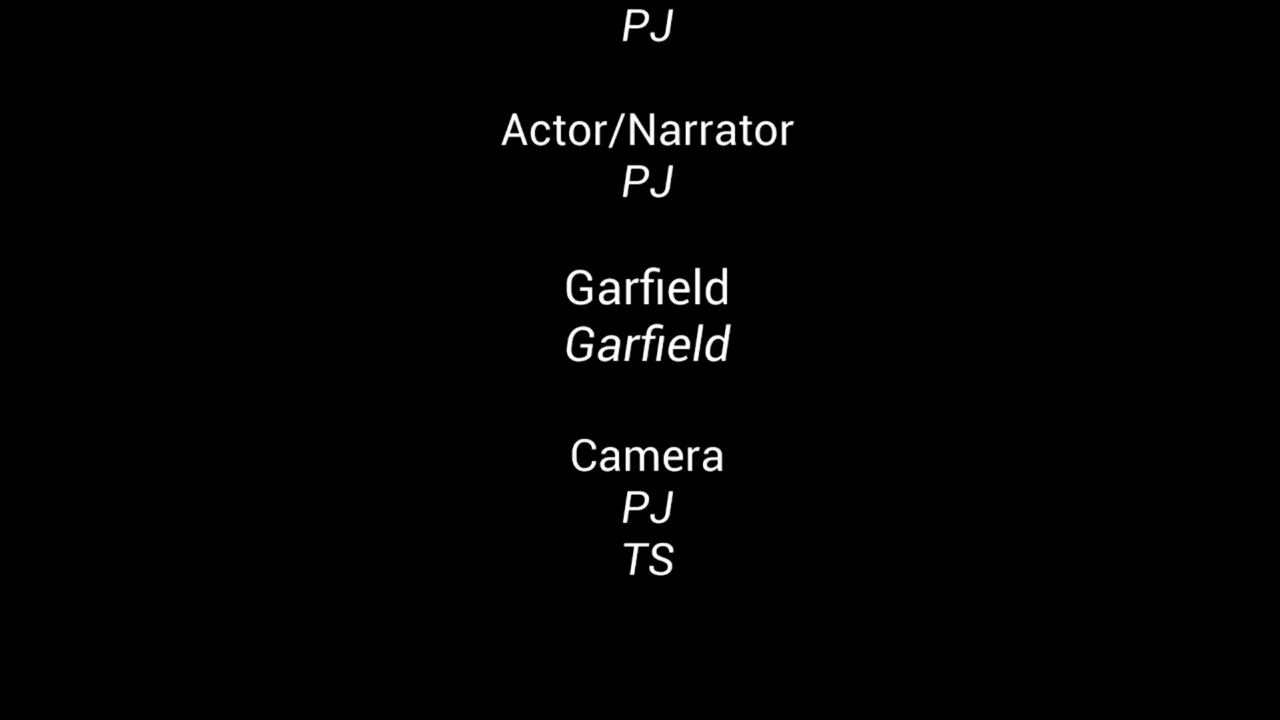 PJ
Actor/Narrator
PJ
Garfield
Garfield
Camera
PJ
TS